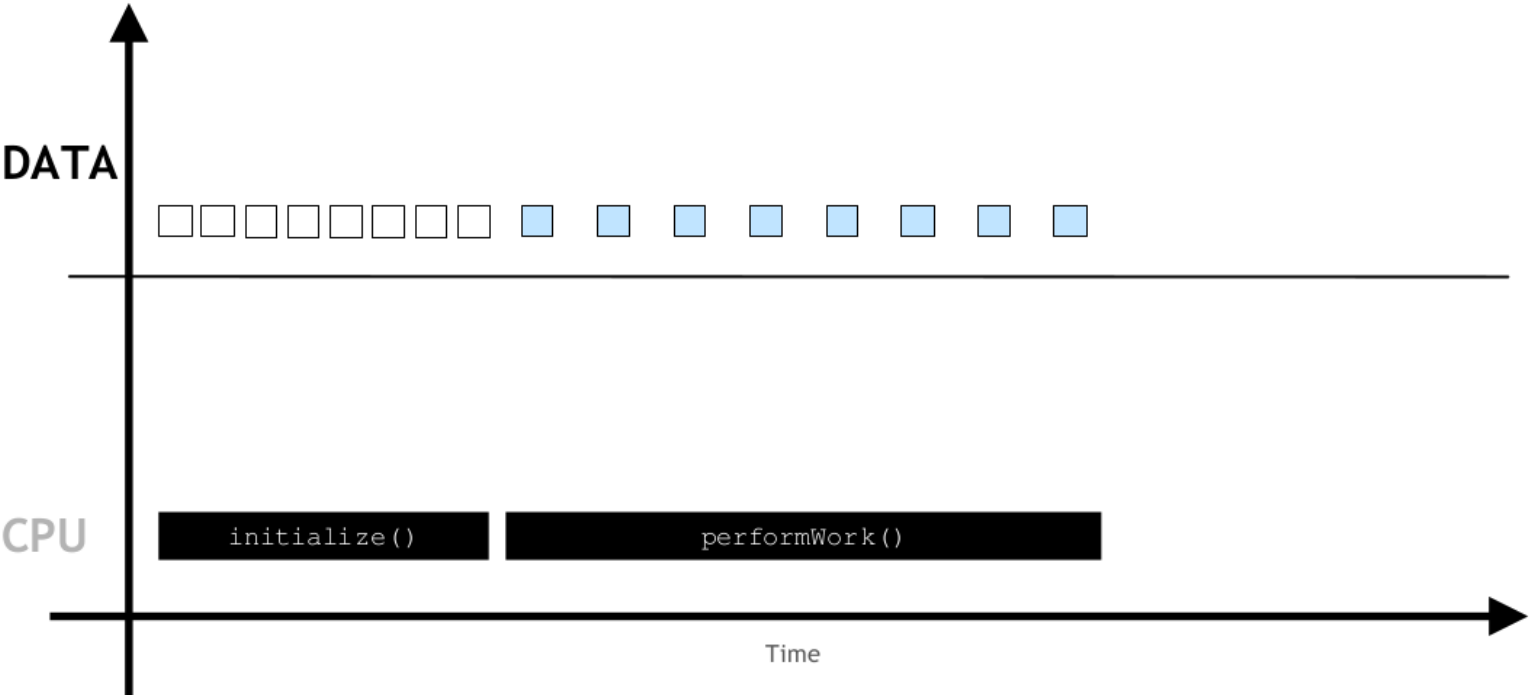 DATA
CPU
initialize()
performWork()
Time